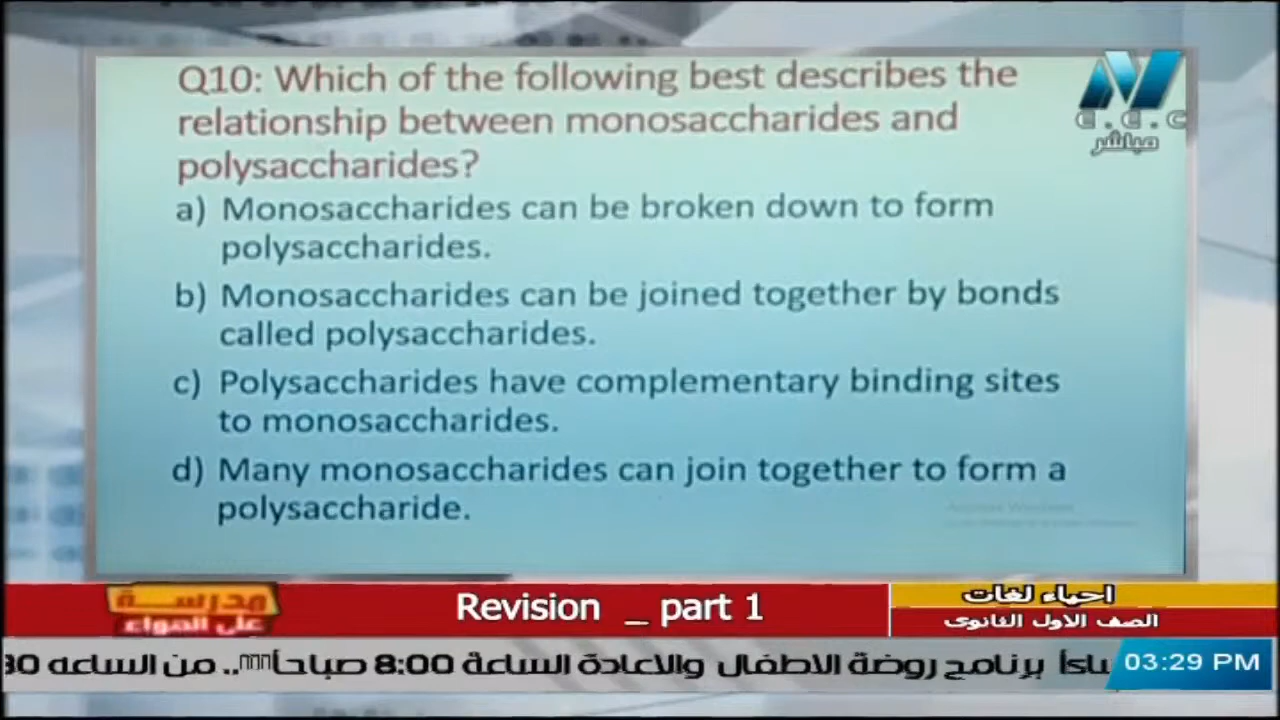 Q10: Which of the following best describes the
relationship between monosaccharides and
polysaccharides?
a) Monosaccharides can be broken down to form
polysaccharides.
b) Monosaccharides can be joined together by bonds
called polysaccharides.
c) Polysaccharides have complementary binding sites
to monosaccharides.
d) Many monosaccharides can join together to form a
polysaccharide.
e.e.c
مباشر
مدرسة
على الهواء
Revision _ part 1
احياء لغات
الصف الاول الثانوى
برنامج روضة الاطفال والاعادة الساعة 8:00 صباحاً .. من الساعه
03:29 PM